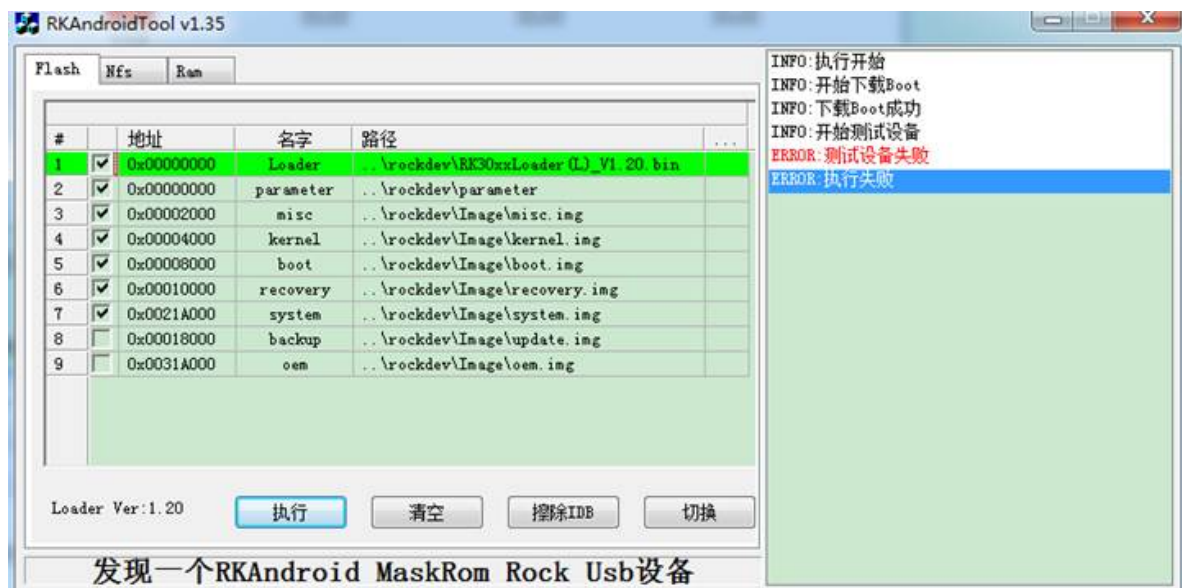 RKAndroidTool v1.35
Flash Nfs Ram
# 地址 名字 路径 ...
1 0x00000000 Loader ..\rockdev\RK30xxLoader(L)_V1.20.bin
2 0x00000000 parameter ..\rockdev\parameter
3 0x00002000 misc ..\rockdev\Image\misc.img
4 0x00004000 kernel ..\rockdev\Image\kernel.img
5 0x00008000 boot ..\rockdev\Image\boot.img
6 0x00010000 recovery ..\rockdev\Image\recovery.img
7 0x0021A000 system ..\rockdev\Image\system.img
8 0x00018000 backup ..\rockdev\Image\update.img
9 0x0031A000 oem ..\rockdev\Image\oem.img
Loader Ver:1.20 执行 清空 擦除IDB 切换
发现一个RKAndroid MaskRom Rock Usb设备
INFO:执行开始
INFO:开始下载Boot
INFO:下载Boot成功
INFO:开始测试设备
ERROR:测试设备失败
ERROR:执行失败